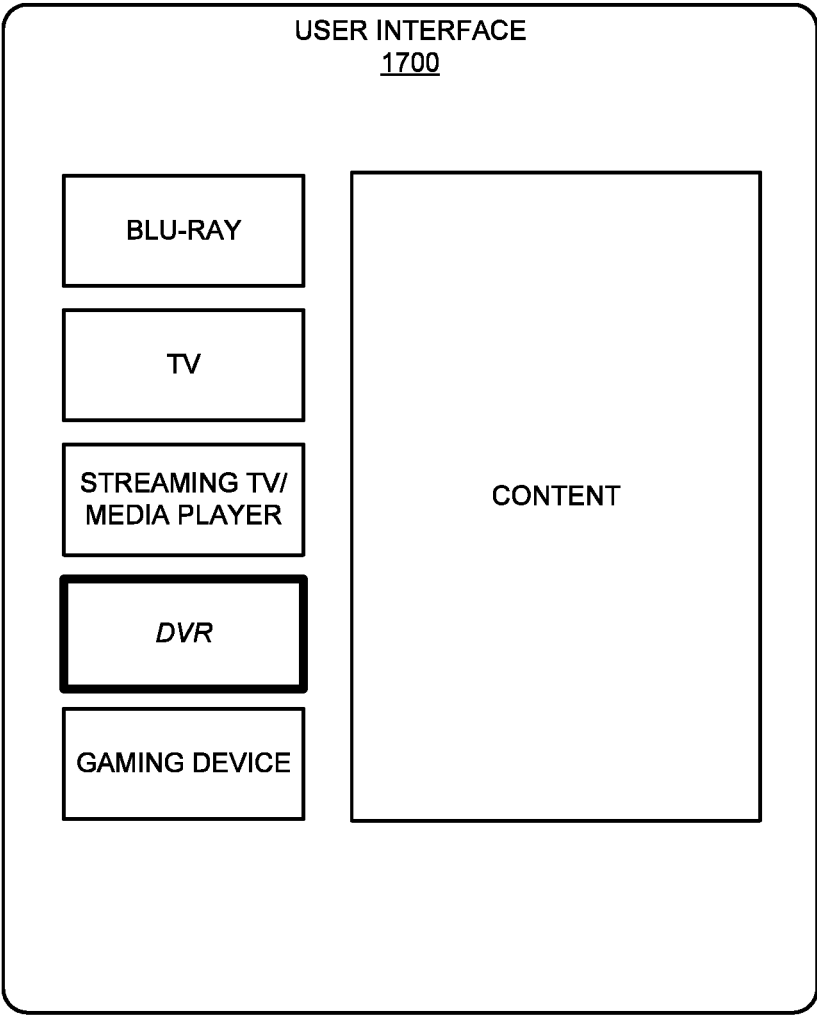 USER INTERFACE
1700
BLU-RAY
TV
STREAMING TV/
MEDIA PLAYER
DVR
GAMING DEVICE
CONTENT